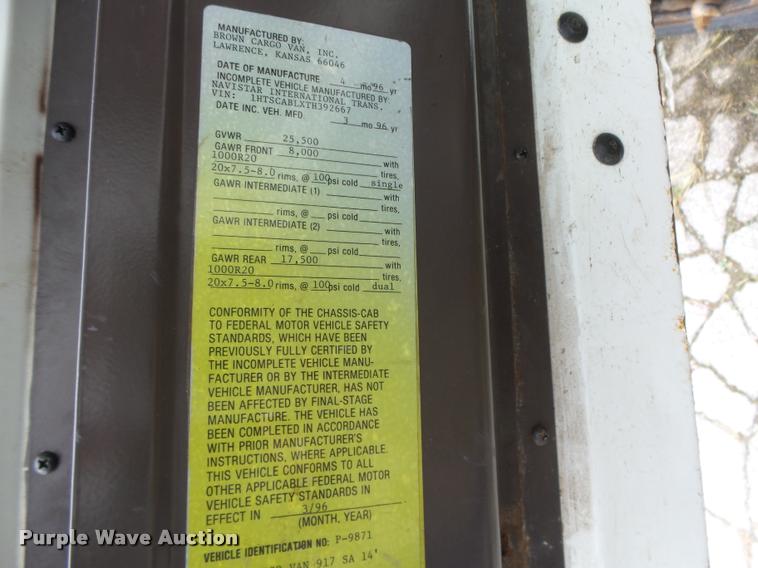 MANUFACTURED BY:
BROWN CARGO VAN, INC.
LAWRENCE, KANSAS 66046
DATE OF MANUFACTURE 4 mo 96 yr
INCOMPLETE VEHICLE MANUFACTURED BY:
NAVISTAR INTERNATIONAL TRANS.
VIN: 1HTSCABLXTH392667
DATE INC. VEH. MFD. 3 mo 96 yr
GVWR 25,500
GAWR FRONT 8,000 with
1000R20 tires,
20x7.5-8.0 rims, @ 100 psi cold single
GAWR INTERMEDIATE (1) with
tires,
rims, @ psi cold
GAWR INTERMEDIATE (2) with
tires,
rims, @ psi cold
GAWR REAR 17,500 with
1000R20 tires,
20x7.5-8.0 rims, @ 100 psi cold dual
CONFORMITY OF THE CHASSIS-CAB
TO FEDERAL MOTOR VEHICLE SAFETY
STANDARDS, WHICH HAVE BEEN
PREVIOUSLY FULLY CERTIFIED BY
THE INCOMPLETE VEHICLE MANU-
FACTURER OR BY THE INTERMEDIATE
VEHICLE MANUFACTURER, HAS NOT
BEEN AFFECTED BY FINAL-STAGE
MANUFACTURE. THE VEHICLE HAS
BEEN COMPLETED IN ACCORDANCE
WITH PRIOR MANUFACTURER'S
INSTRUCTIONS, WHERE APPLICABLE.
THIS VEHICLE CONFORMS TO ALL
OTHER APPLICABLE FEDERAL MOTOR
VEHICLE SAFETY STANDARDS IN
EFFECT IN 3/96
(MONTH, YEAR)
VEHICLE IDENTIFICATION NO: P-9871
VAN 917 SA 14'
Purple Wave Auction